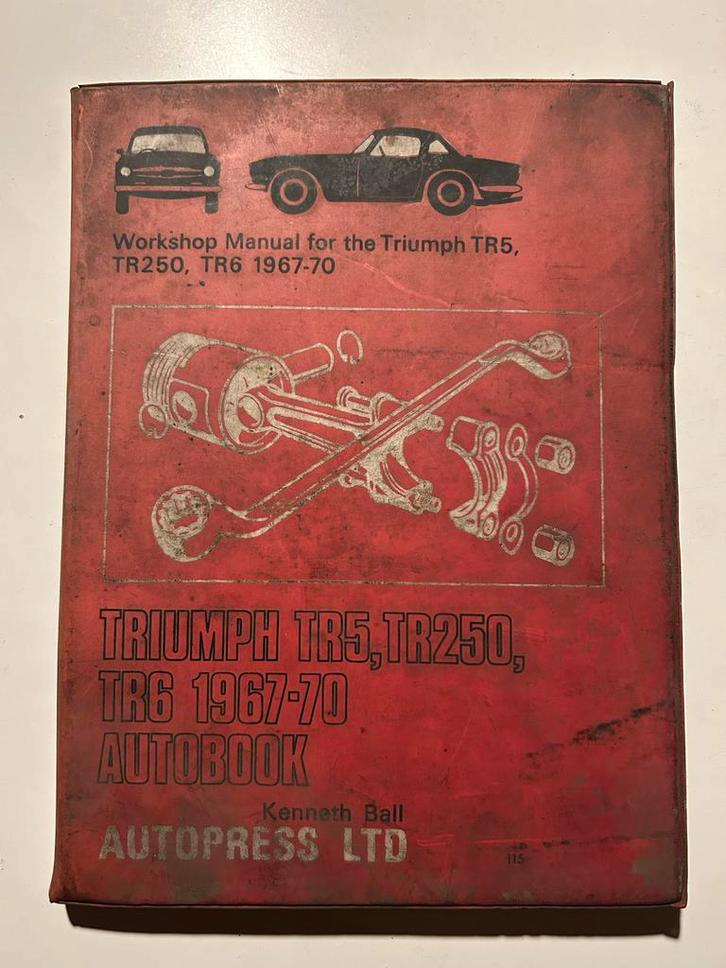 Workshop Manual for the Triumph TR5,
TR250, TR6 1967-70
TRIUMPH TR5, TR250,
TR6 1967-70
AUTOBOOK
Kenneth Ball
AUTOPRESS LTD
115